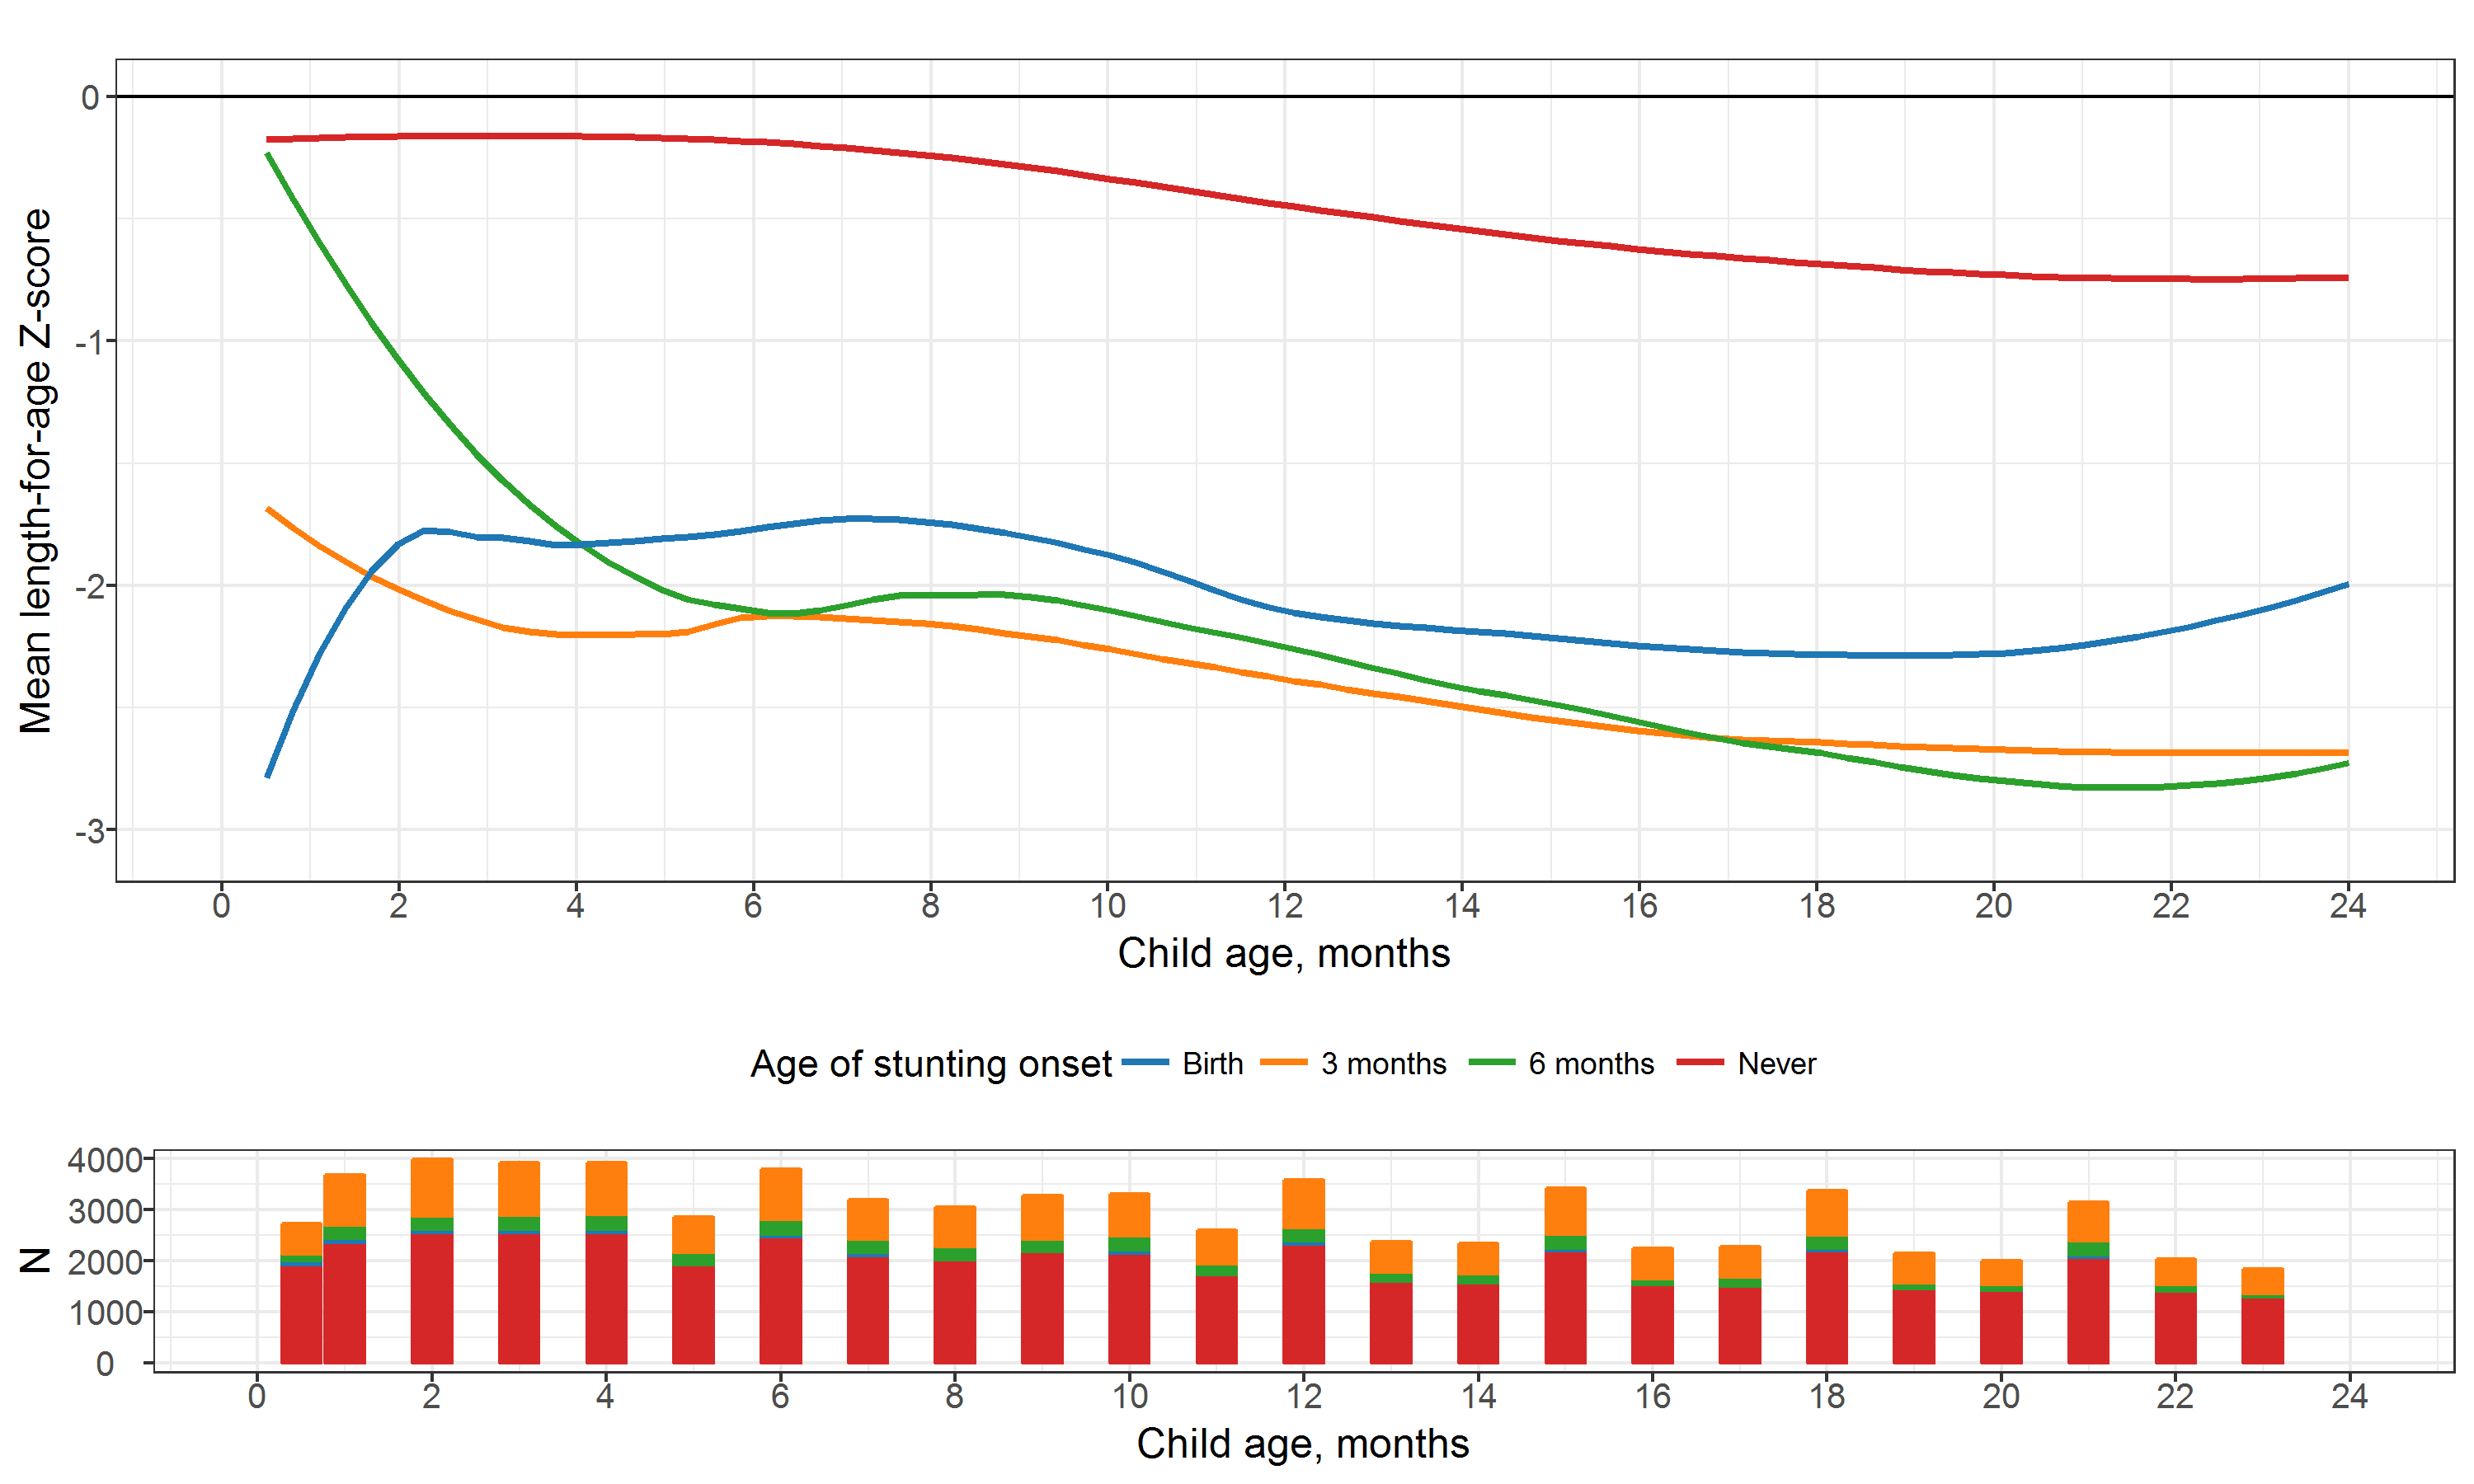 Mean length-for-age Z-score
0
-1
-2
-3
0 2 4 6 8 10 12 14 16 18 20 22 24
Child age, months
Age of stunting onset Birth 3 months 6 months Never
N
4000
3000
2000
1000
0
0 2 4 6 8 10 12 14 16 18 20 22 24
Child age, months